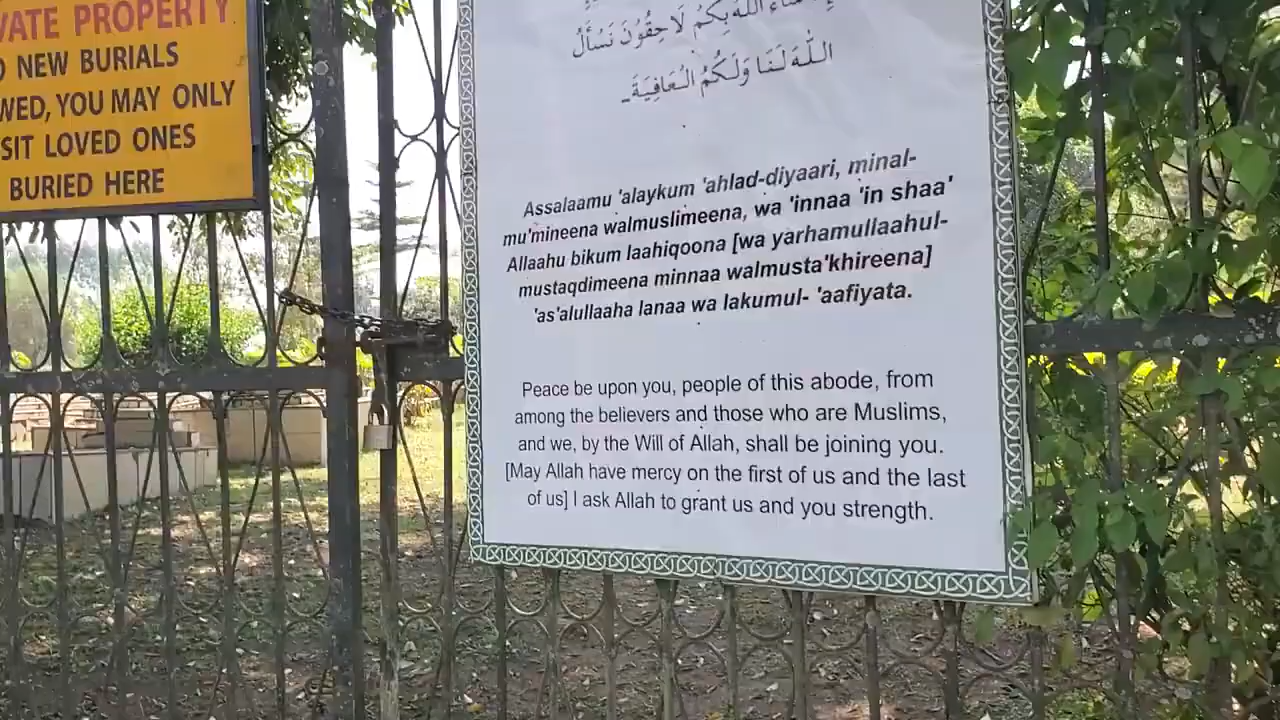 VATE PROPERTY
NEW BURIALS
WED, YOU MAY ONLY
SIT LOVED ONES
BURIED HERE
اللَّهُ بِكُمْ لَاحِقُونَ نَسْأَلُ
اللَّهَ لَنَا وَلَكُمُ الْعَافِيَةَ
Assalaamu 'alaykum 'ahlad-diyaari, minal-
mu'mineena walmuslimeena, wa 'innaa 'in shaa'
Allaahu bikum laahiqoona [wa yarhamullaahul-
mustaqdimeena minnaa walmusta'khireena]
'as'alullaaha lanaa wa lakumul- 'aafiyata.
Peace be upon you, people of this abode, from
among the believers and those who are Muslims,
and we, by the Will of Allah, shall be joining you.
[May Allah have mercy on the first of us and the last
of us] I ask Allah to grant us and you strength.